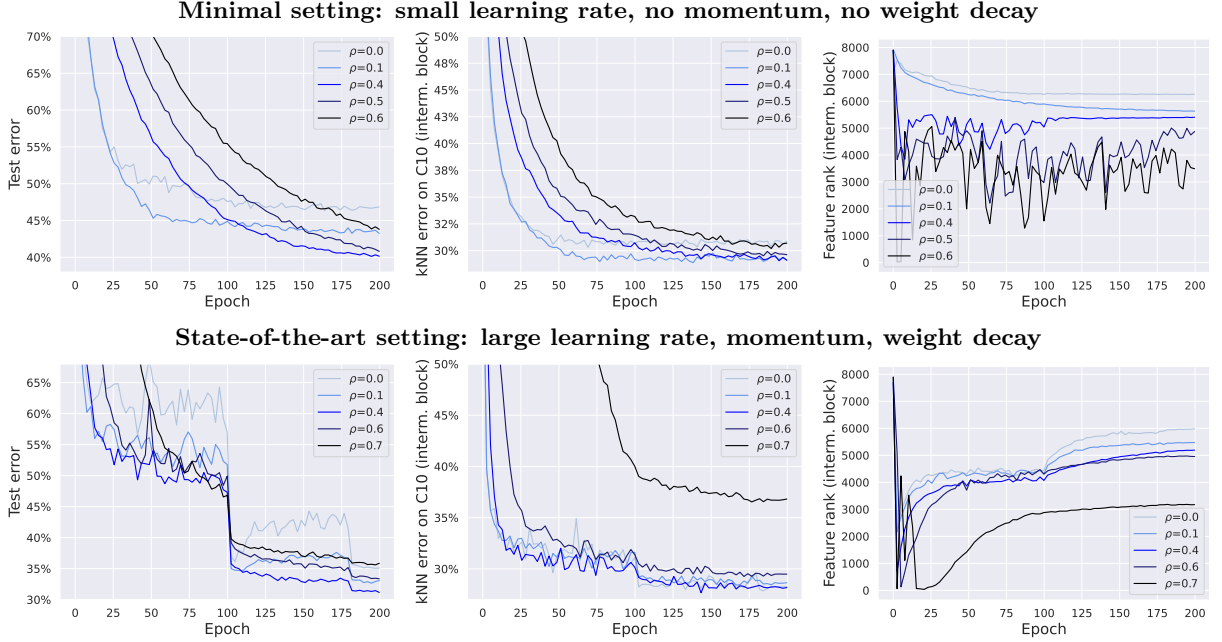 Minimal setting: small learning rate, no momentum, no weight decay
Test error
70%
65%
60%
55%
50%
45%
40%
0 25 50 75 100 125 150 175 200
Epoch
ρ=0.0
ρ=0.1
ρ=0.4
ρ=0.5
ρ=0.6
kNN error on C10 (interm. block)
50%
48%
45%
42%
40%
38%
35%
32%
30%
0 25 50 75 100 125 150 175 200
Epoch
ρ=0.0
ρ=0.1
ρ=0.4
ρ=0.5
ρ=0.6
Feature rank (interm. block)
8000
7000
6000
5000
4000
3000
2000
1000
0
0 25 50 75 100 125 150 175 200
Epoch
ρ=0.0
ρ=0.1
ρ=0.4
ρ=0.5
ρ=0.6
State-of-the-art setting: large learning rate, momentum, weight decay
Test error
65%
60%
55%
50%
45%
40%
35%
30%
0 25 50 75 100 125 150 175 200
Epoch
ρ=0.0
ρ=0.1
ρ=0.4
ρ=0.6
ρ=0.7
kNN error on C10 (interm. block)
50%
45%
40%
35%
30%
0 25 50 75 100 125 150 175 200
Epoch
ρ=0.0
ρ=0.1
ρ=0.4
ρ=0.6
ρ=0.7
Feature rank (interm. block)
8000
7000
6000
5000
4000
3000
2000
1000
0
0 25 50 75 100 125 150 175 200
Epoch
ρ=0.0
ρ=0.1
ρ=0.4
ρ=0.6
ρ=0.7